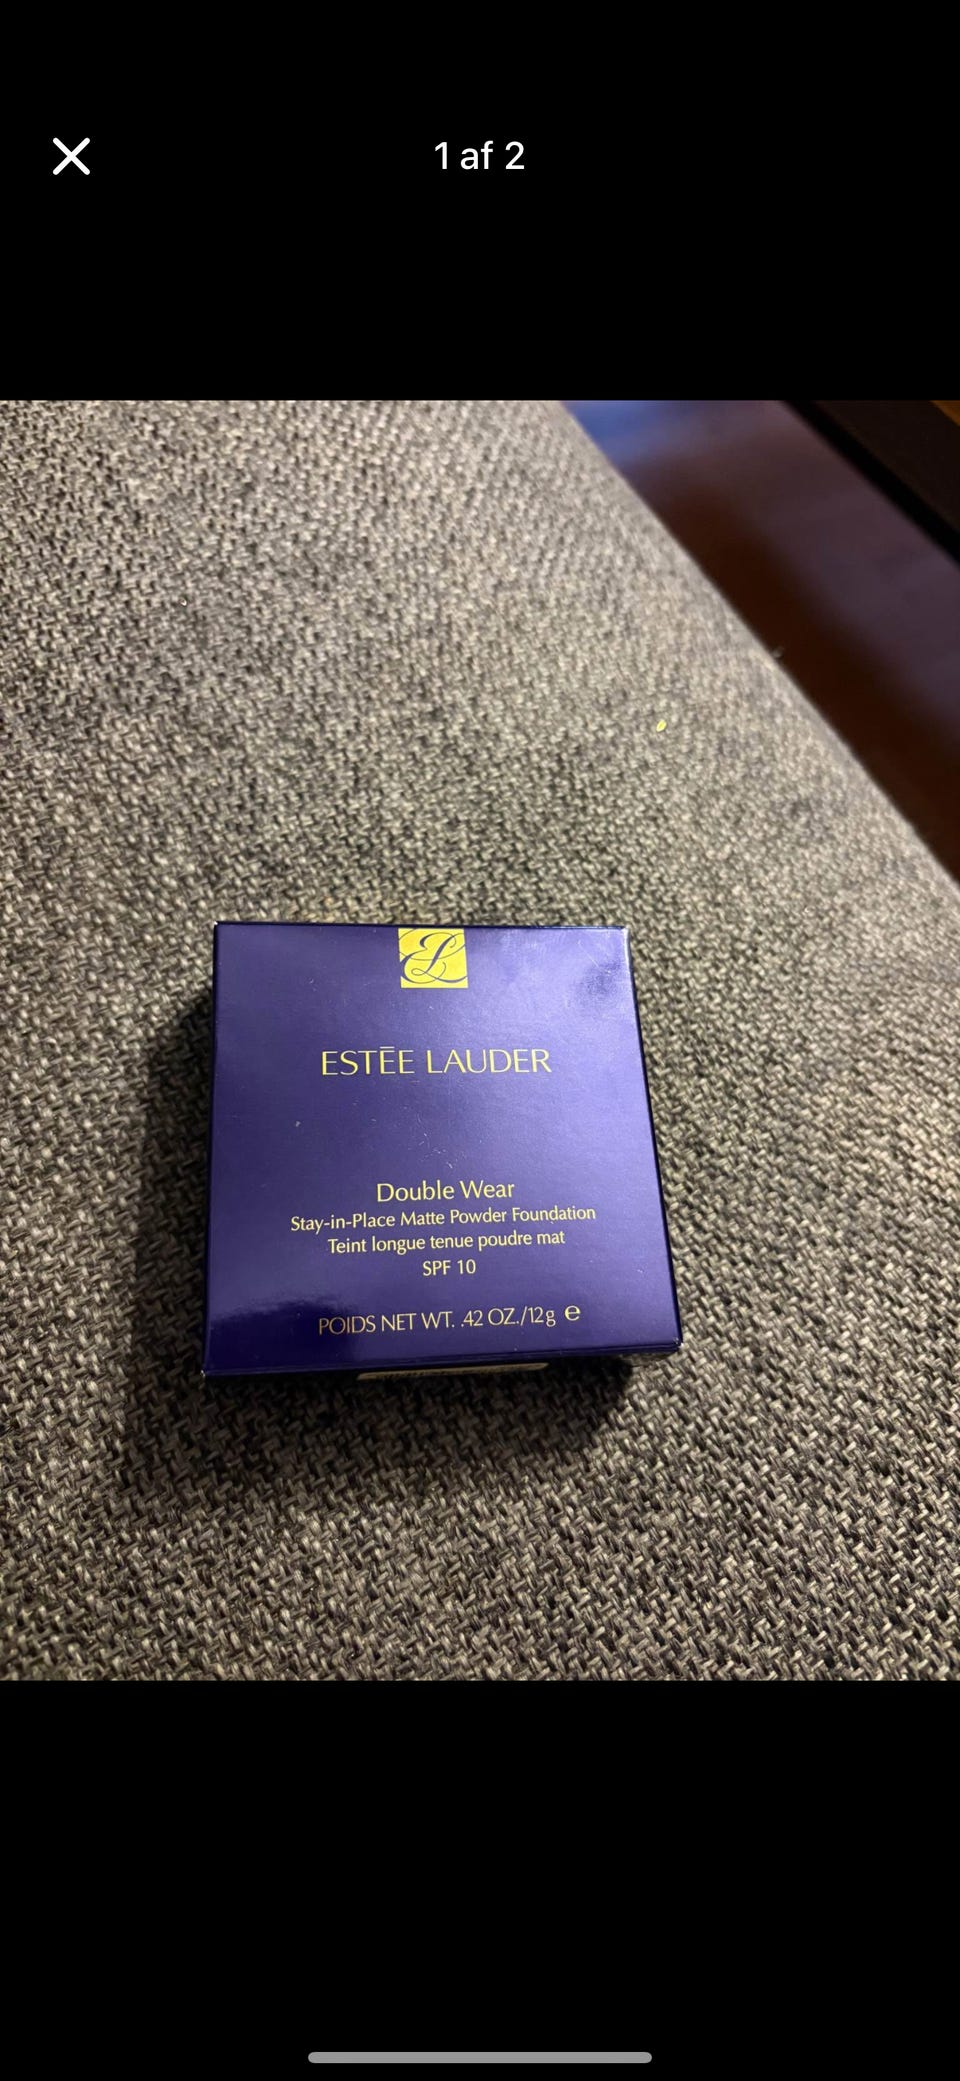 1 af 2
EL
ESTĒE LAUDER
Double Wear
Stay-in-Place Matte Powder Foundation
Teint longue tenue poudre mat
SPF 10
POIDS NET WT. .42 OZ./12g ℮